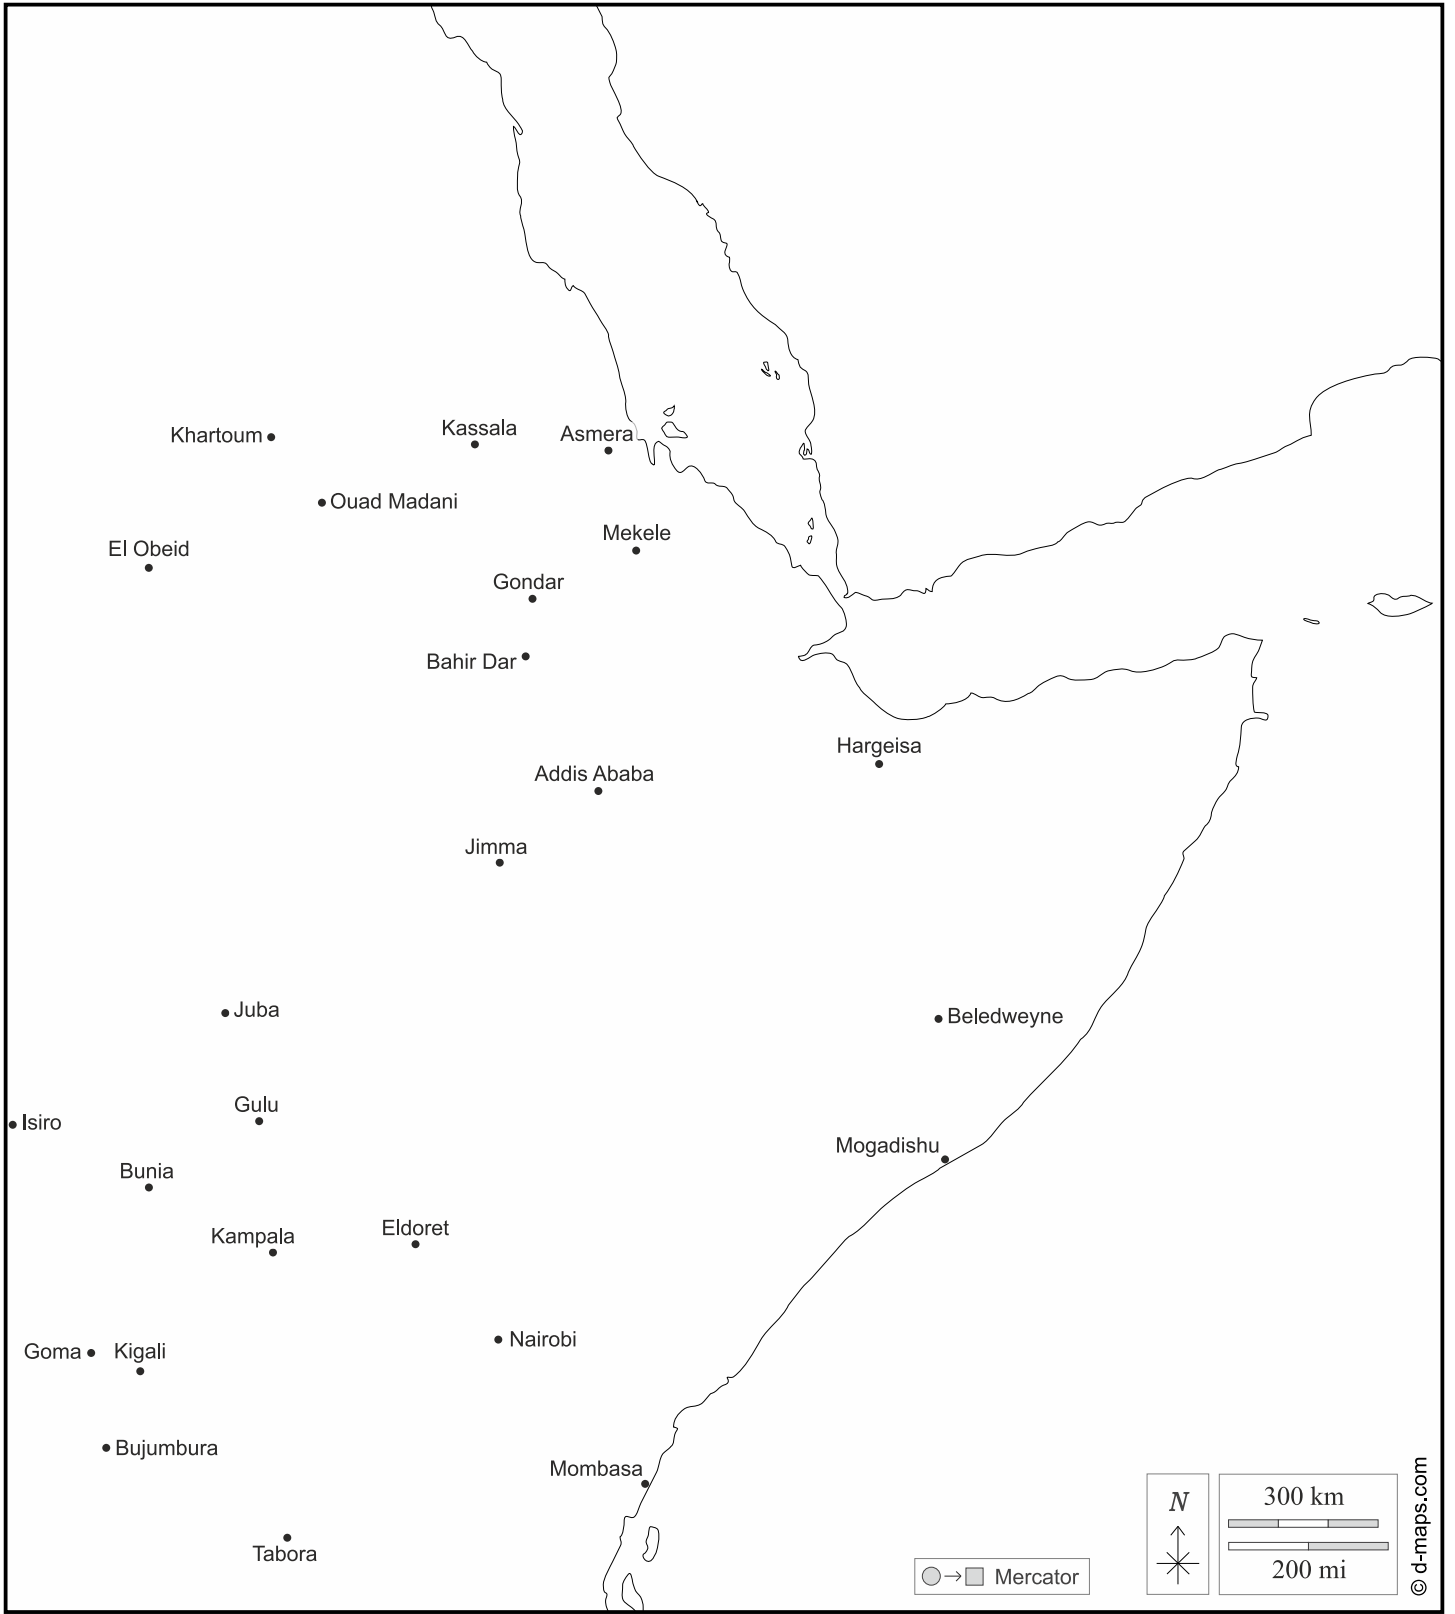 Khartoum
Kassala
Asmera
Ouad Madani
El Obeid
Mekele
Gondar
Bahir Dar
Hargeisa
Addis Ababa
Jimma
Juba
Beledweyne
Gulu
Isiro
Mogadishu
Bunia
Eldoret
Kampala
Nairobi
Goma
Kigali
Bujumbura
Mombasa
Tabora
N
300 km
200 mi
Mercator
© d-maps.com